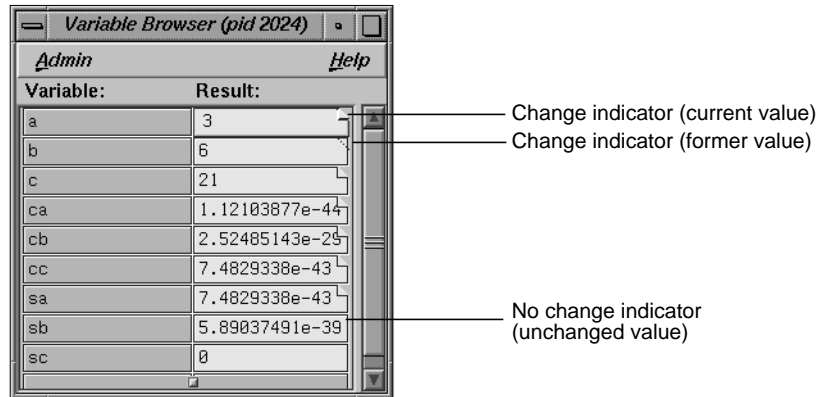 Variable Browser (pid 2024)
Admin Help
Variable: Result:
a 3
b 6
c 21
ca 1.12103877e-44
cb 2.52485143e-29
cc 7.4829338e-43
sa 7.4829338e-43
sb 5.89037491e-39
sc 0
Change indicator (current value)
Change indicator (former value)
No change indicator
(unchanged value)